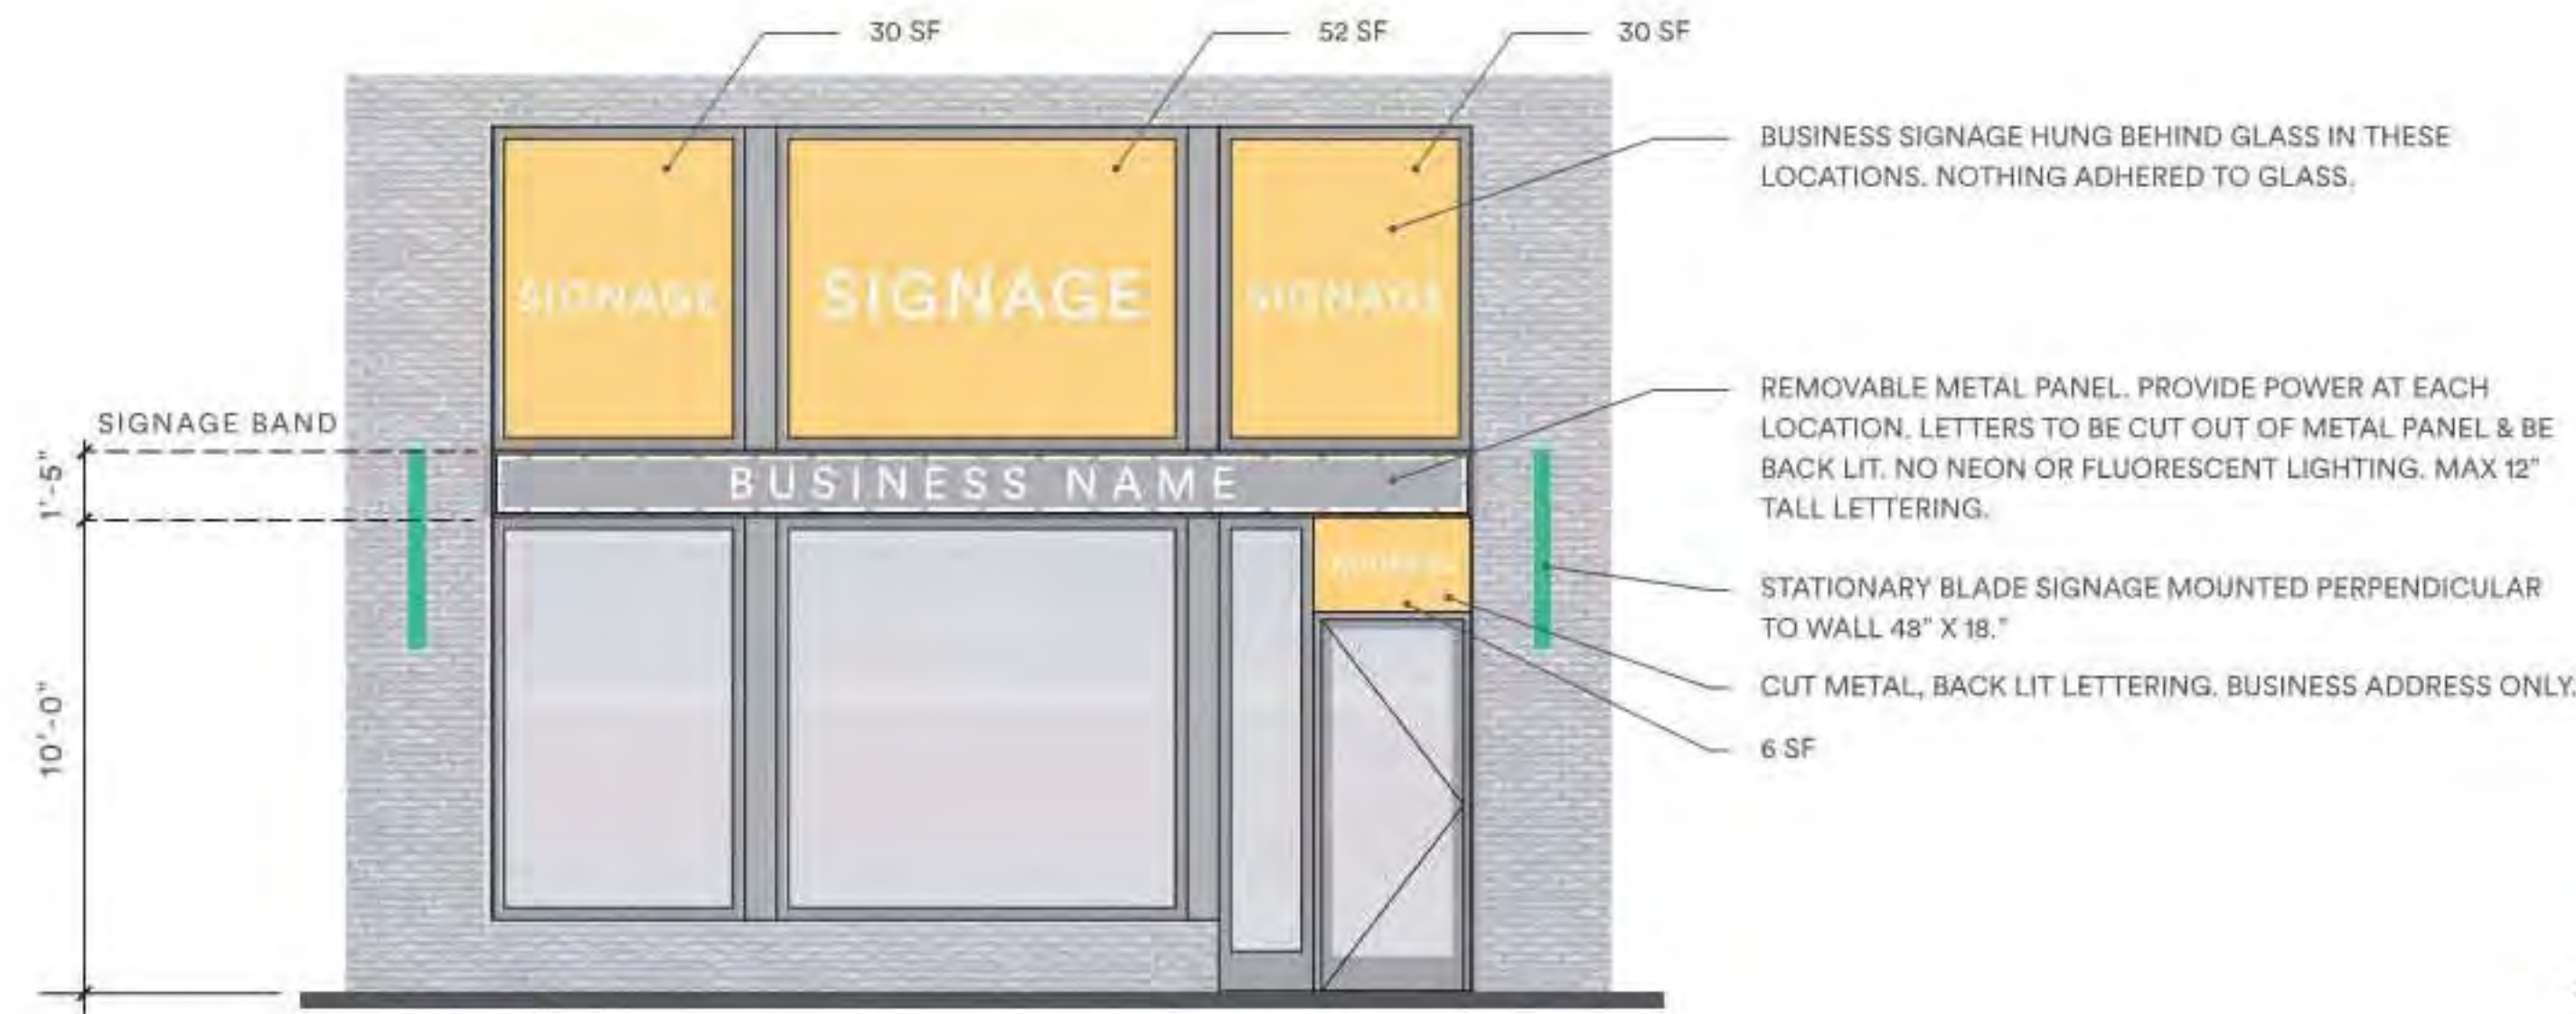 30 SF
52 SF
30 SF
BUSINESS SIGNAGE HUNG BEHIND GLASS IN THESE
LOCATIONS. NOTHING ADHERED TO GLASS.
SIGNAGE
SIGNAGE
SIGNAGE
SIGNAGE BAND
1'-5"
BUSINESS NAME
REMOVABLE METAL PANEL. PROVIDE POWER AT EACH
LOCATION. LETTERS TO BE CUT OUT OF METAL PANEL & BE
BACK LIT. NO NEON OR FLUORESCENT LIGHTING. MAX 12"
TALL LETTERING.
STATIONARY BLADE SIGNAGE MOUNTED PERPENDICULAR
TO WALL 48" X 18."
CUT METAL, BACK LIT LETTERING. BUSINESS ADDRESS ONLY.
10'-0"
6 SF